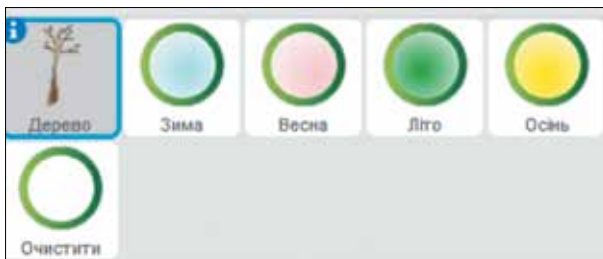 Дерево
Зима
Весна
Літо
Осінь
Очистити